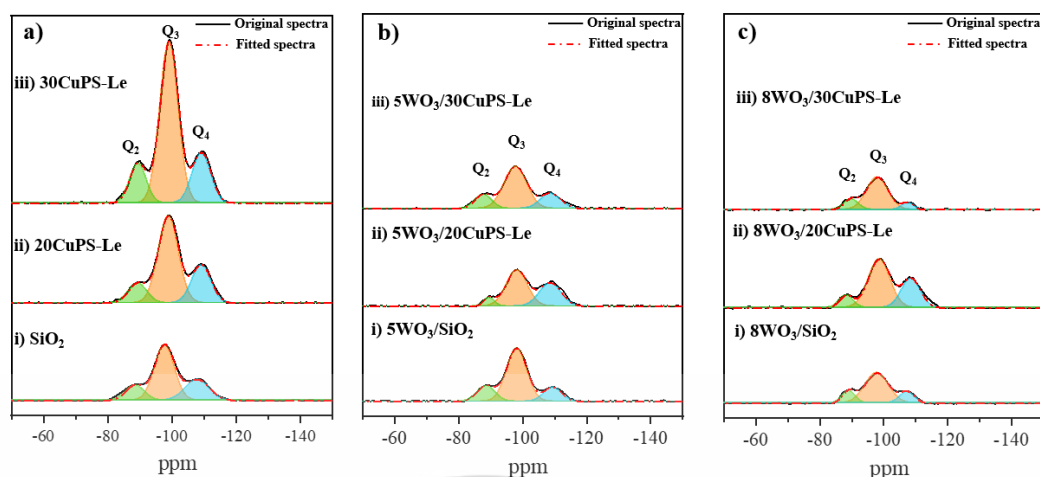 a)
Original spectra
Fitted spectra
Q3
iii) 30CuPS-Le
Q2
Q4
ii) 20CuPS-Le
i) SiO2
-60 -80 -100 -120 -140
ppm
b)
Original spectra
Fitted spectra
iii) 5WO3/30CuPS-Le
Q3
Q2
Q4
ii) 5WO3/20CuPS-Le
i) 5WO3/SiO2
-60 -80 -100 -120 -140
ppm
c)
Original spectra
Fitted spectra
iii) 8WO3/30CuPS-Le
Q3
Q2
Q4
ii) 8WO3/20CuPS-Le
i) 8WO3/SiO2
-60 -80 -100 -120 -140
ppm